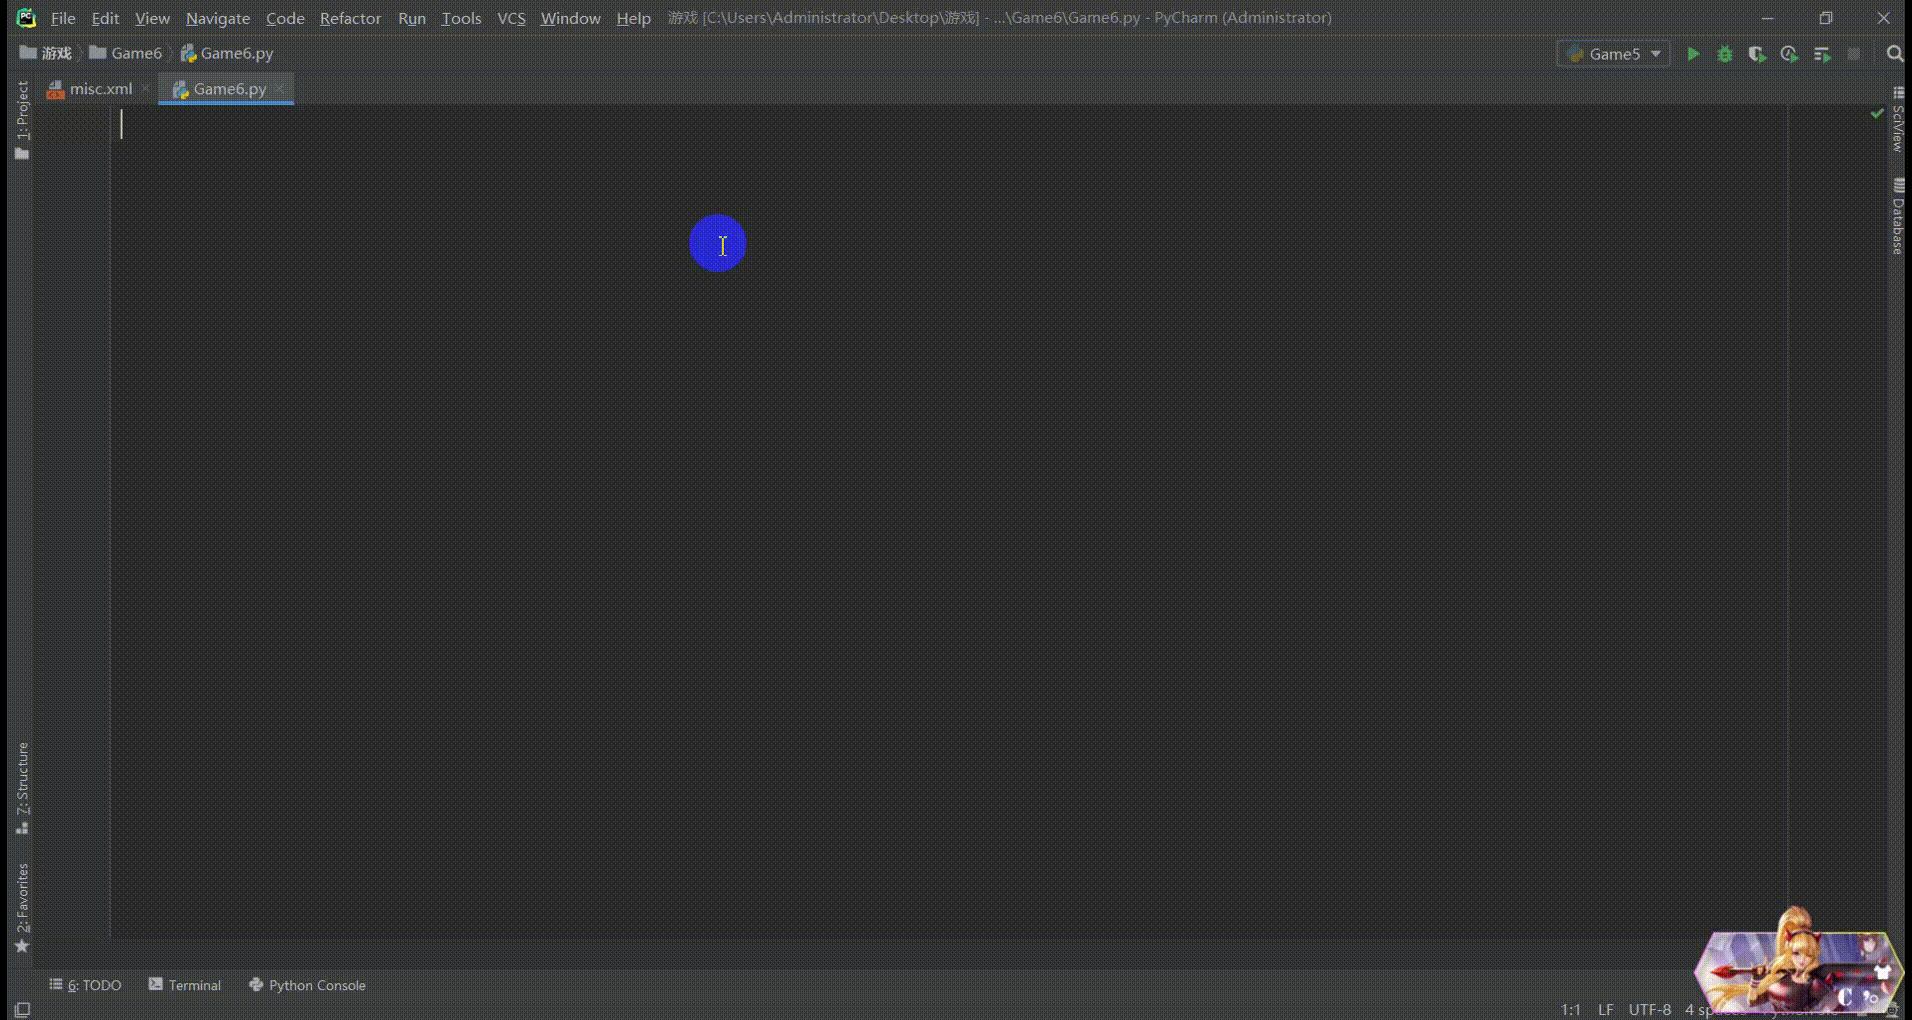 File Edit View Navigate Code Refactor Run Tools VCS Window Help 游戏 [C:\Users\Administrator\Desktop\游戏] - ...\Game6\Game6.py - PyCharm (Administrator)
游戏 Game6 Game6.py Game5
misc.xml Game6.py
1: Project
SciView
Database
7: Structure
2: Favorites
6: TODO Terminal Python Console
1:1 LF UTF-8 4